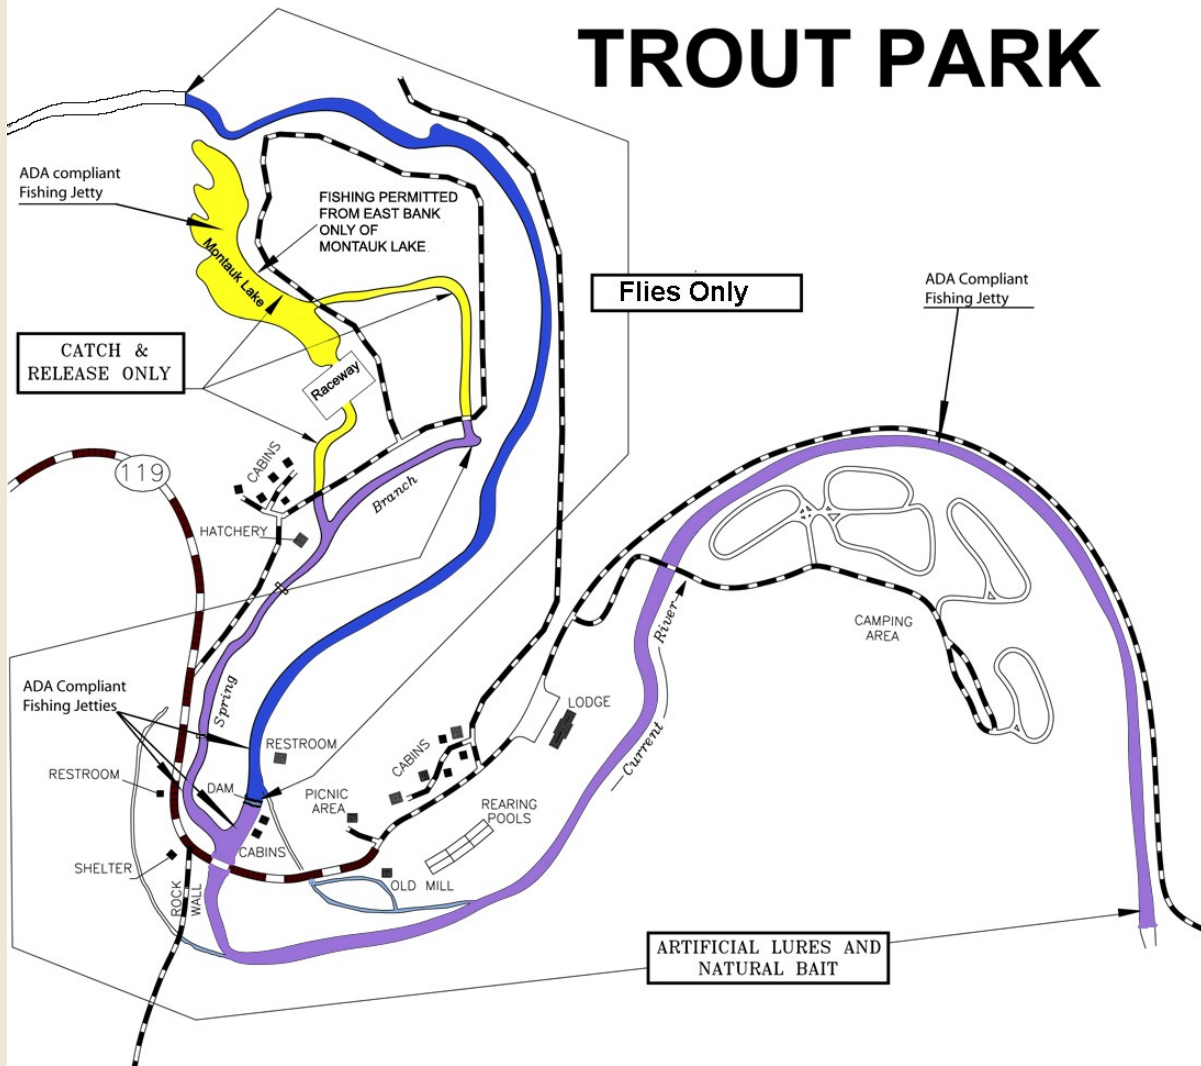 TROUT PARK
ADA compliant
Fishing Jetty
FISHING PERMITTED
FROM EAST BANK
ONLY OF
MONTAUK LAKE
Montauk Lake
Flies Only
ADA Compliant
Fishing Jetty
CATCH &
RELEASE ONLY
Raceway
119
CABINS
Branch
HATCHERY
River
CAMPING
AREA
ADA Compliant
Fishing Jetties
Spring
LODGE
RESTROOM
CABINS
Current
RESTROOM
DAM
PICNIC
AREA
REARING
POOLS
CABINS
SHELTER
OLD MILL
ROCK
WALL
ARTIFICIAL LURES AND
NATURAL BAIT